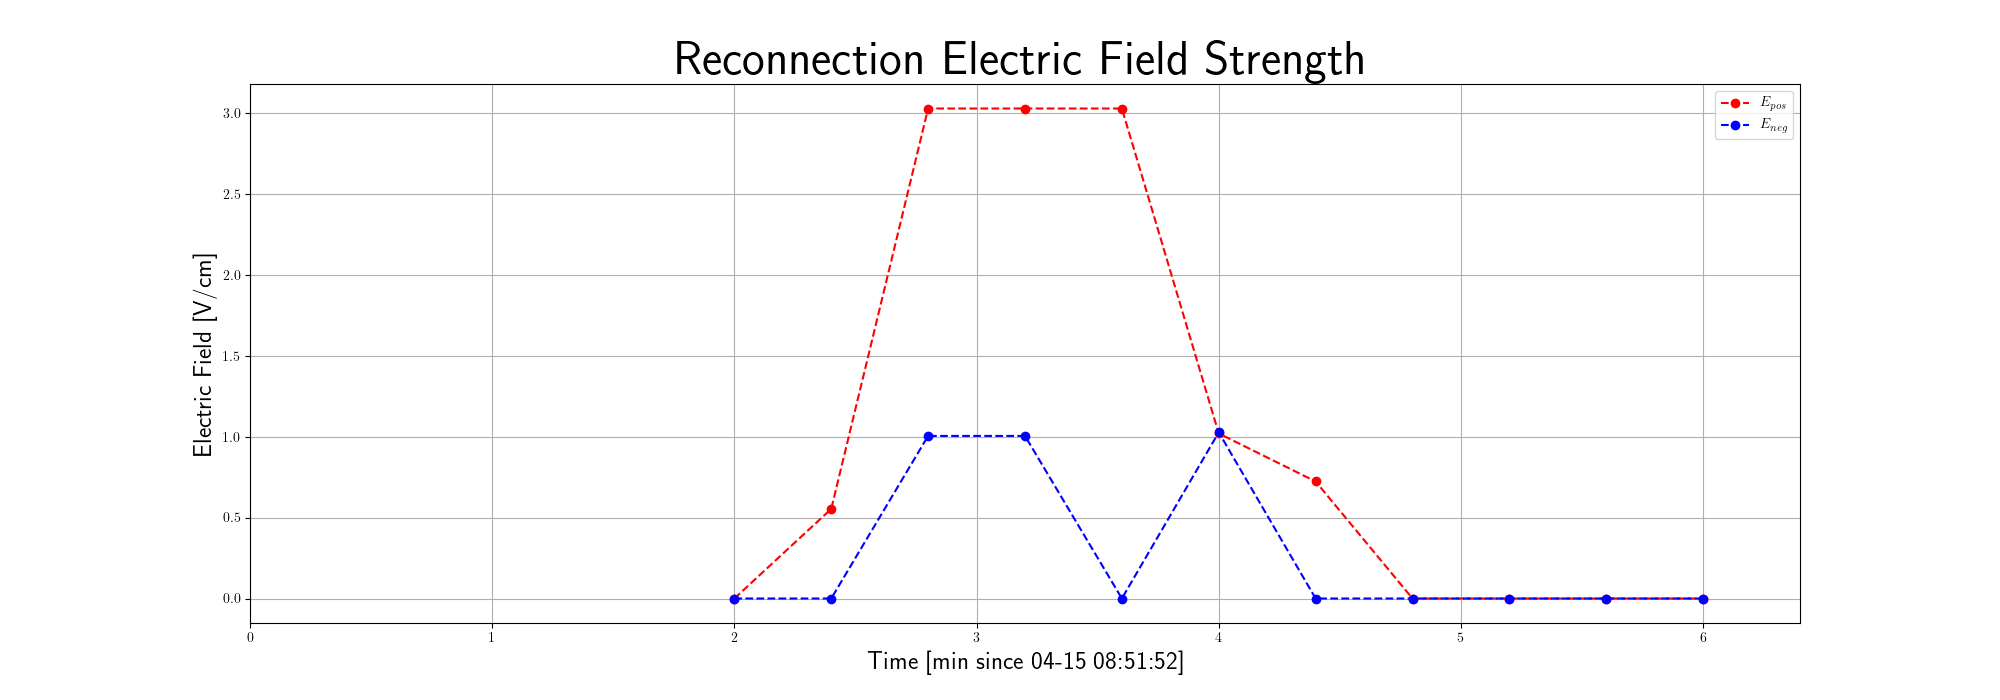 Reconnection Electric Field Strength
E_pos
E_neg
3.0
2.5
2.0
1.5
1.0
0.5
0.0
Electric Field [V/cm]
0 1 2 3 4 5 6
Time [min since 04-15 08:51:52]